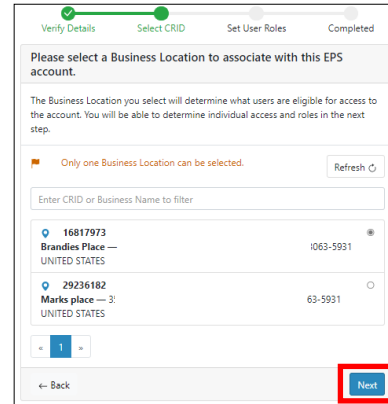 Verify Details Select CRID Set User Roles Completed
Please select a Business Location to associate with this EPS
account.
The Business Location you select will determine what users are eligible for access to
the account. You will be able to determine individual access and roles in the next
step.
Only one Business Location can be selected.
Refresh
Enter CRID or Business Name to filter
16817973
Brandies Place — 3063-5931
UNITED STATES
29236182
Marks place — 3 63-5931
UNITED STATES
« 1 »
← Back Next